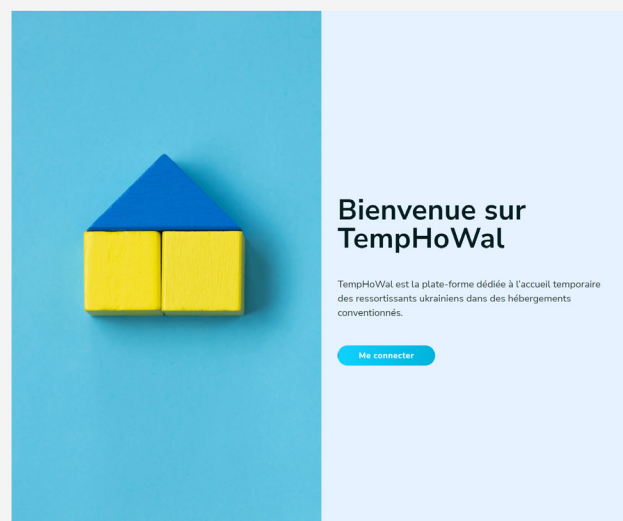 Bienvenue sur
TempHoWal
TempHoWal est la plate-forme dédiée à l'accueil temporaire
des ressortissants ukrainiens dans des hébergements
conventionnés.
Me connecter